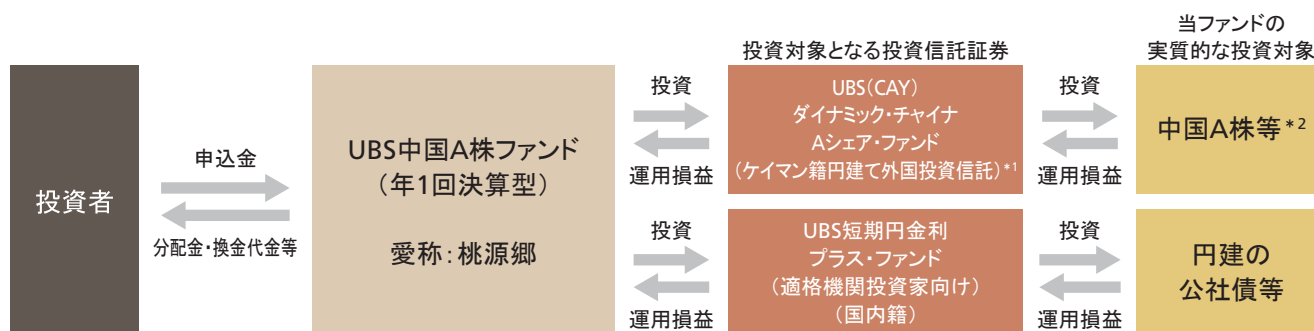 当ファンドの
実質的な投資対象
投資対象となる投資信託証券
投資者
申込金
分配金・換金代金等
UBS中国A株ファンド
（年1回決算型）
愛称：桃源郷
投資
運用損益
UBS（CAY）
ダイナミック・チャイナ
Aシェア・ファンド
（ケイマン籍円建て外国投資信託）*1
投資
運用損益
中国A株等*2
投資
運用損益
UBS短期円金利
プラス・ファンド
（適格機関投資家向け）
（国内籍）
投資
運用損益
円建の
公社債等